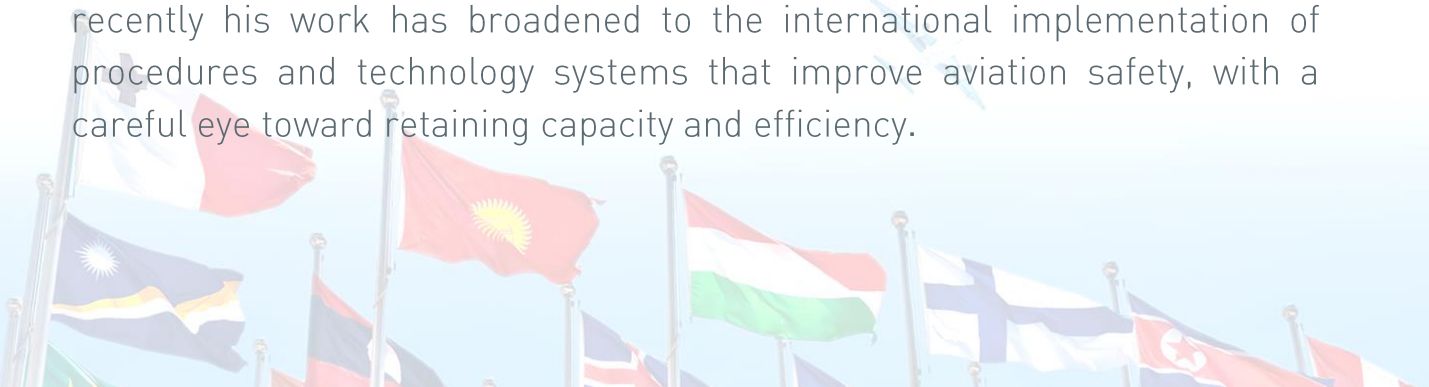 recently his work has broadened to the international implementation of
procedures and technology systems that improve aviation safety, with a
careful eye toward retaining capacity and efficiency.